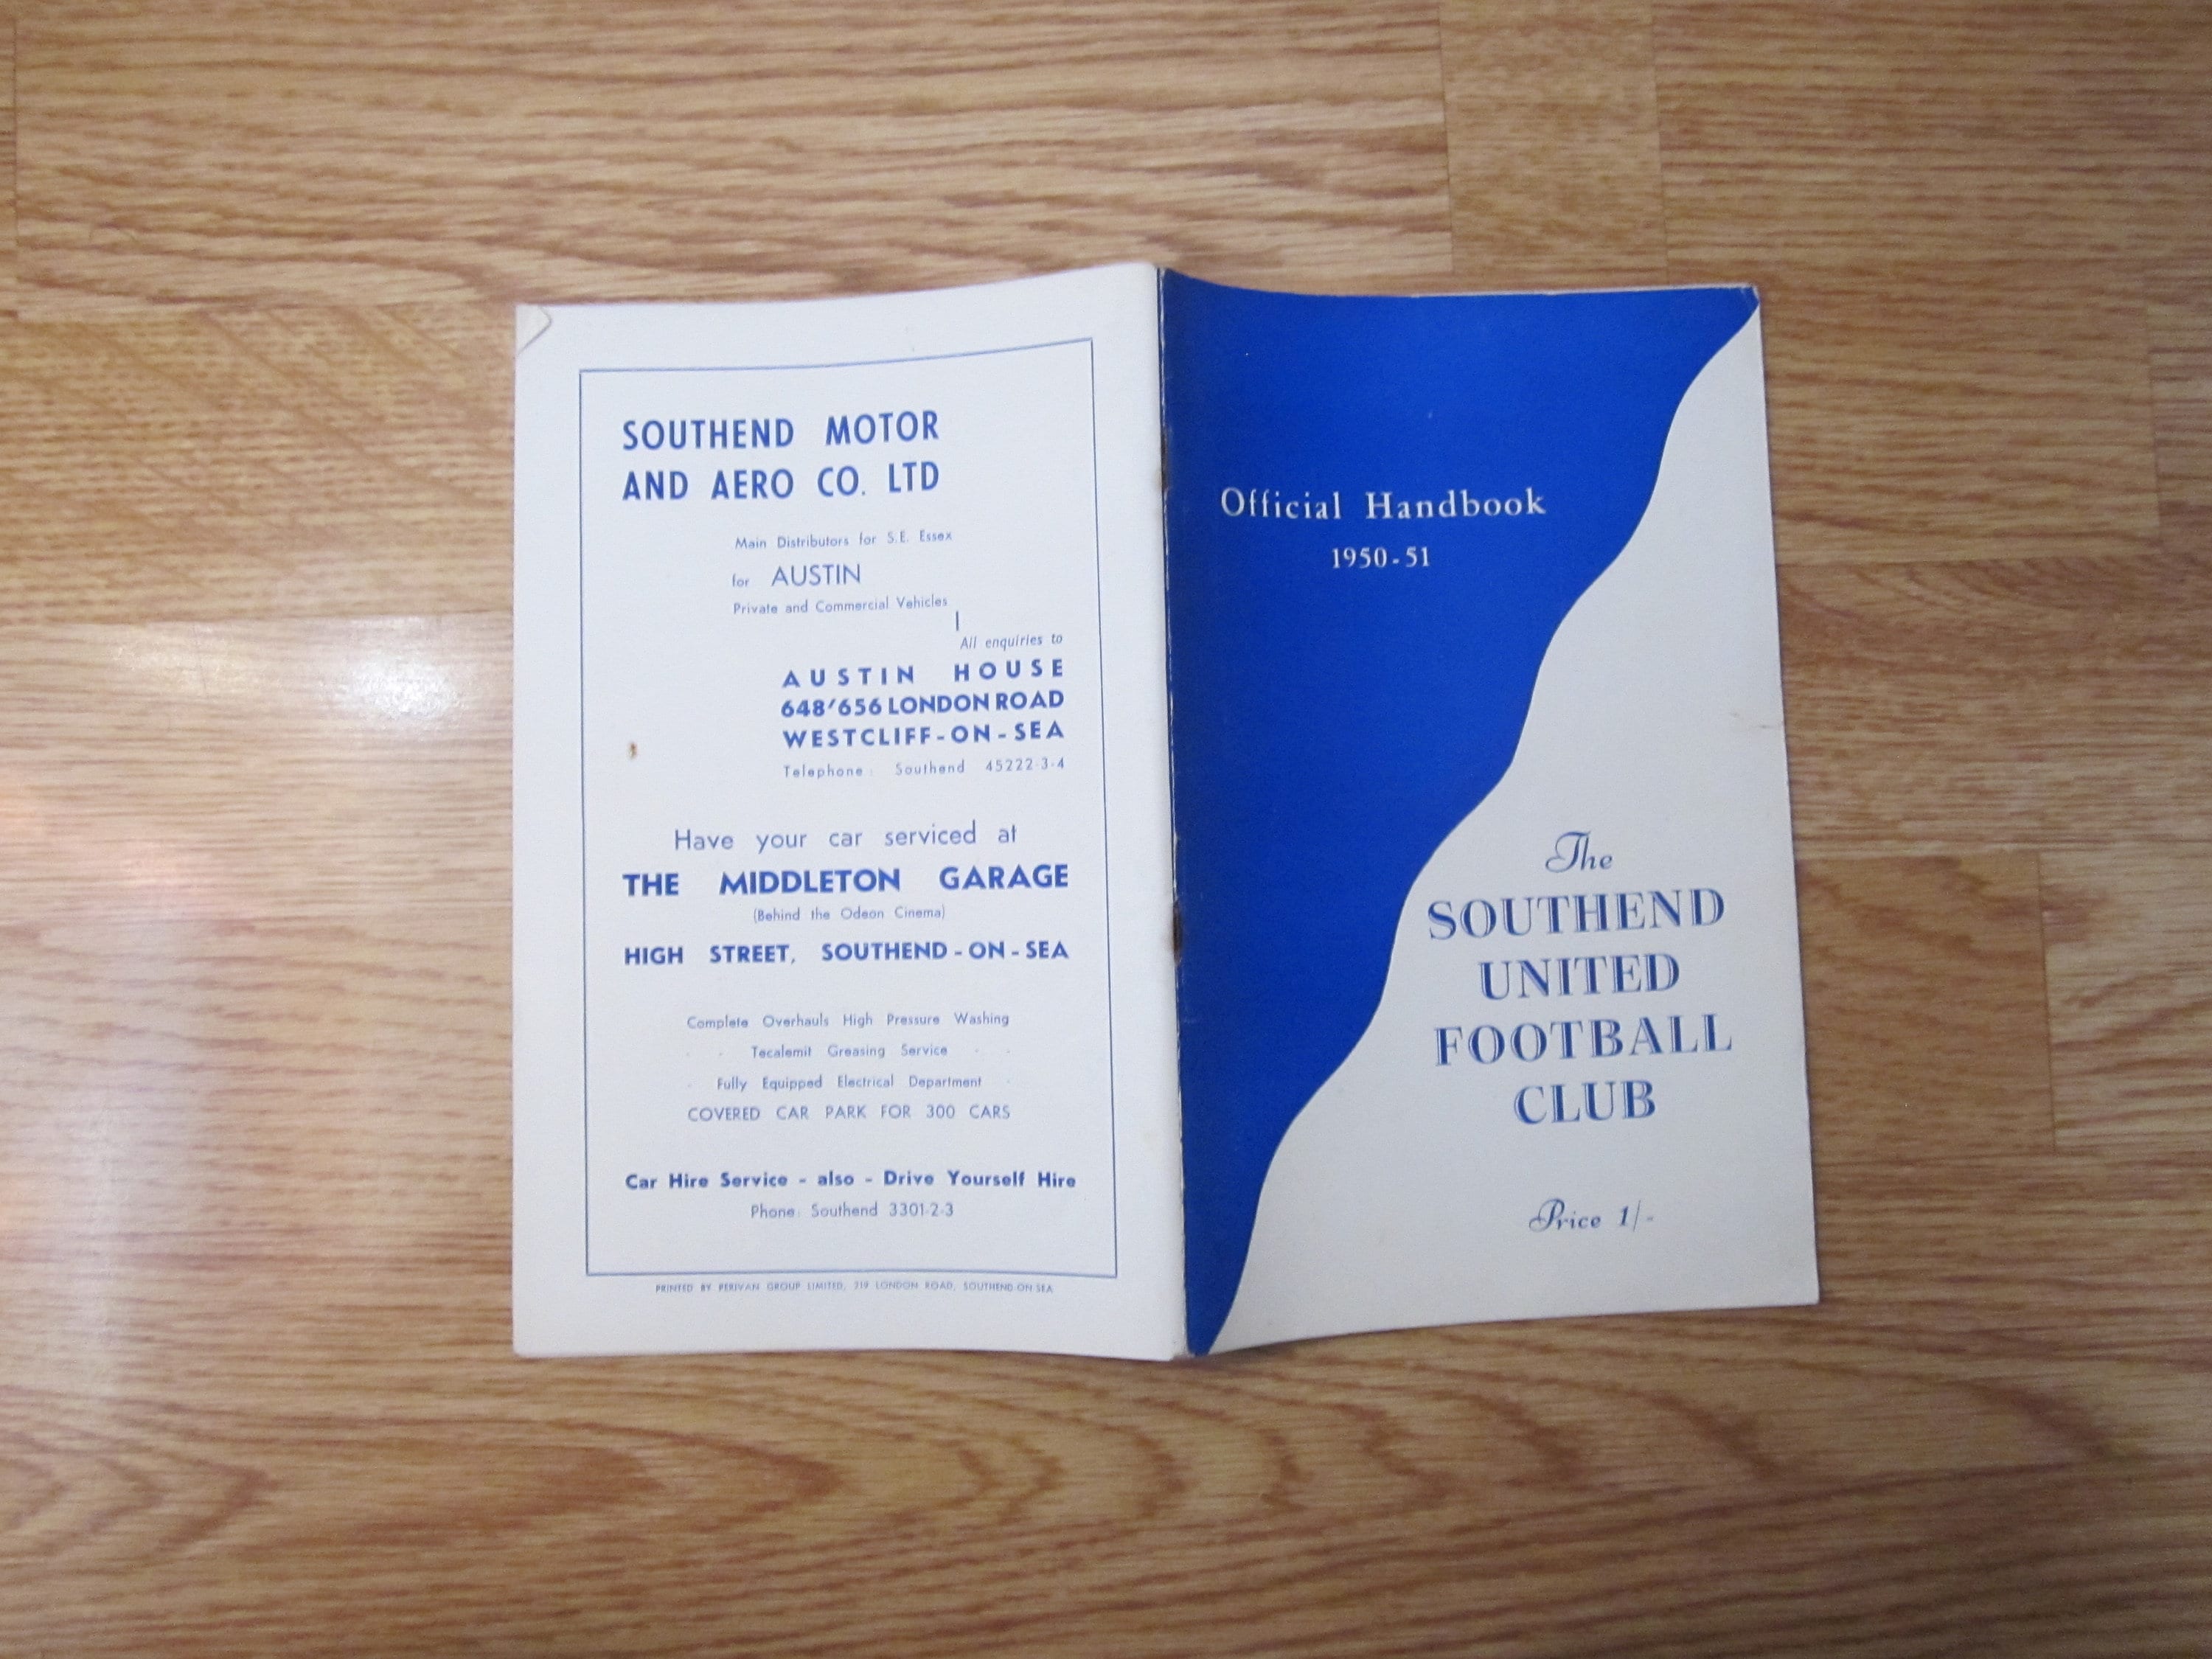 SOUTHEND MOTOR
AND AERO CO. LTD
Main Distributors for S.E. Essex
for AUSTIN
Private and Commercial Vehicles
All enquiries to
AUSTIN HOUSE
648/656 LONDON ROAD
WESTCLIFF-ON-SEA
Telephone: Southend 45222-3-4
Have your car serviced at
THE MIDDLETON GARAGE
(Behind the Odeon Cinema)
HIGH STREET, SOUTHEND-ON-SEA
Complete Overhauls High Pressure Washing
Tecalemit Greasing Service
Fully Equipped Electrical Department
COVERED CAR PARK FOR 300 CARS
Car Hire Service - also - Drive Yourself Hire
Phone: Southend 3301-2-3
PRINTED BY PERIVAN GROUP LIMITED, 219 LONDON ROAD, SOUTHEND-ON-SEA
Official Handbook
1950-51
The
SOUTHEND
UNITED
FOOTBALL
CLUB
Price 1/-